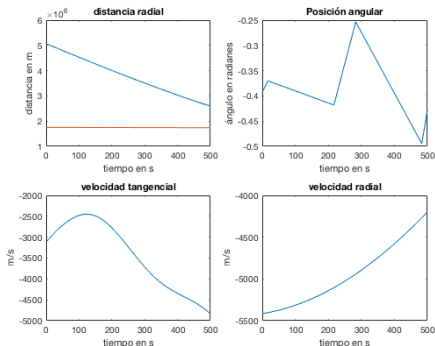 distancia radial
×10⁶
6
5
4
3
2
1
distancia en m
0 100 200 300 400 500
tiempo en s
Posición angular
-0.25
-0.3
-0.35
-0.4
-0.45
-0.5
ángulo en radianes
0 100 200 300 400 500
tiempo en s
velocidad tangencial
-2000
-2500
-3000
-3500
-4000
-4500
-5000
m/s
0 100 200 300 400 500
tiempo en s
velocidad radial
-4000
-4500
-5000
-5500
m/s
0 100 200 300 400 500
tiempo en s